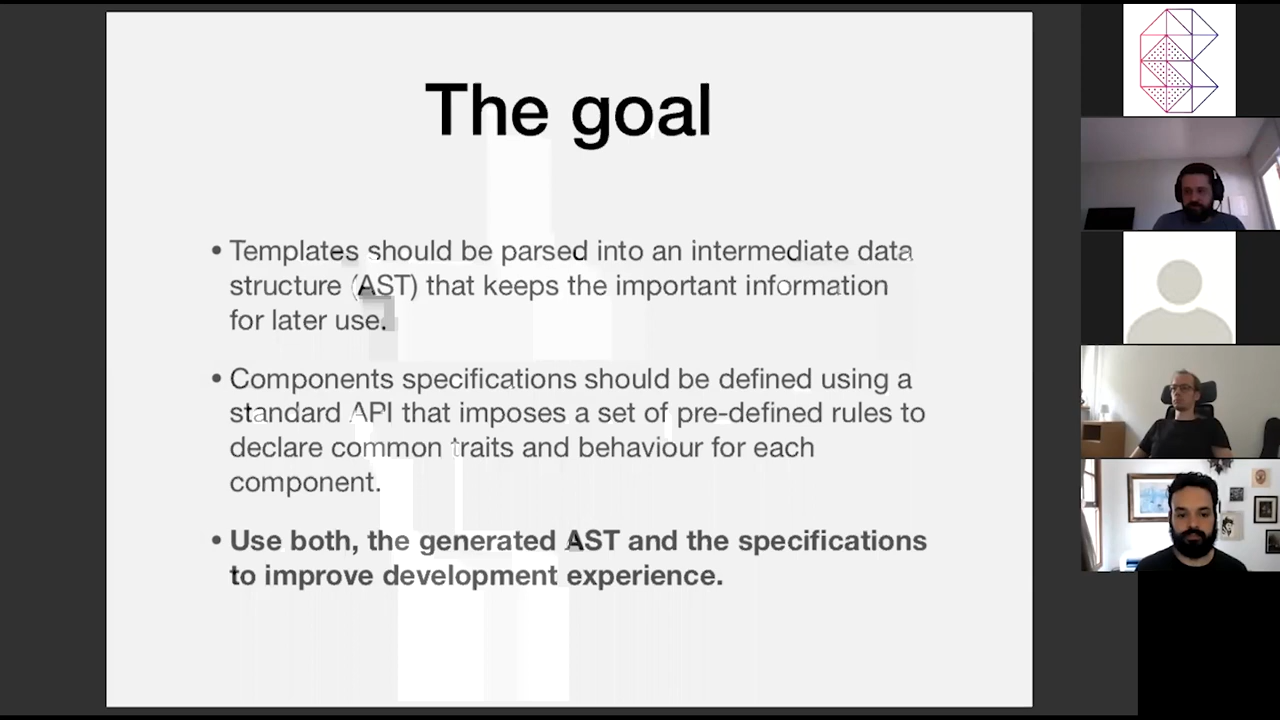 The goal
• Templates should be parsed into an intermediate data
structure (AST) that keeps the important information
for later use.
• Components specifications should be defined using a
standard API that imposes a set of pre-defined rules to
declare common traits and behaviour for each
component.
• Use both, the generated AST and the specifications
to improve development experience.